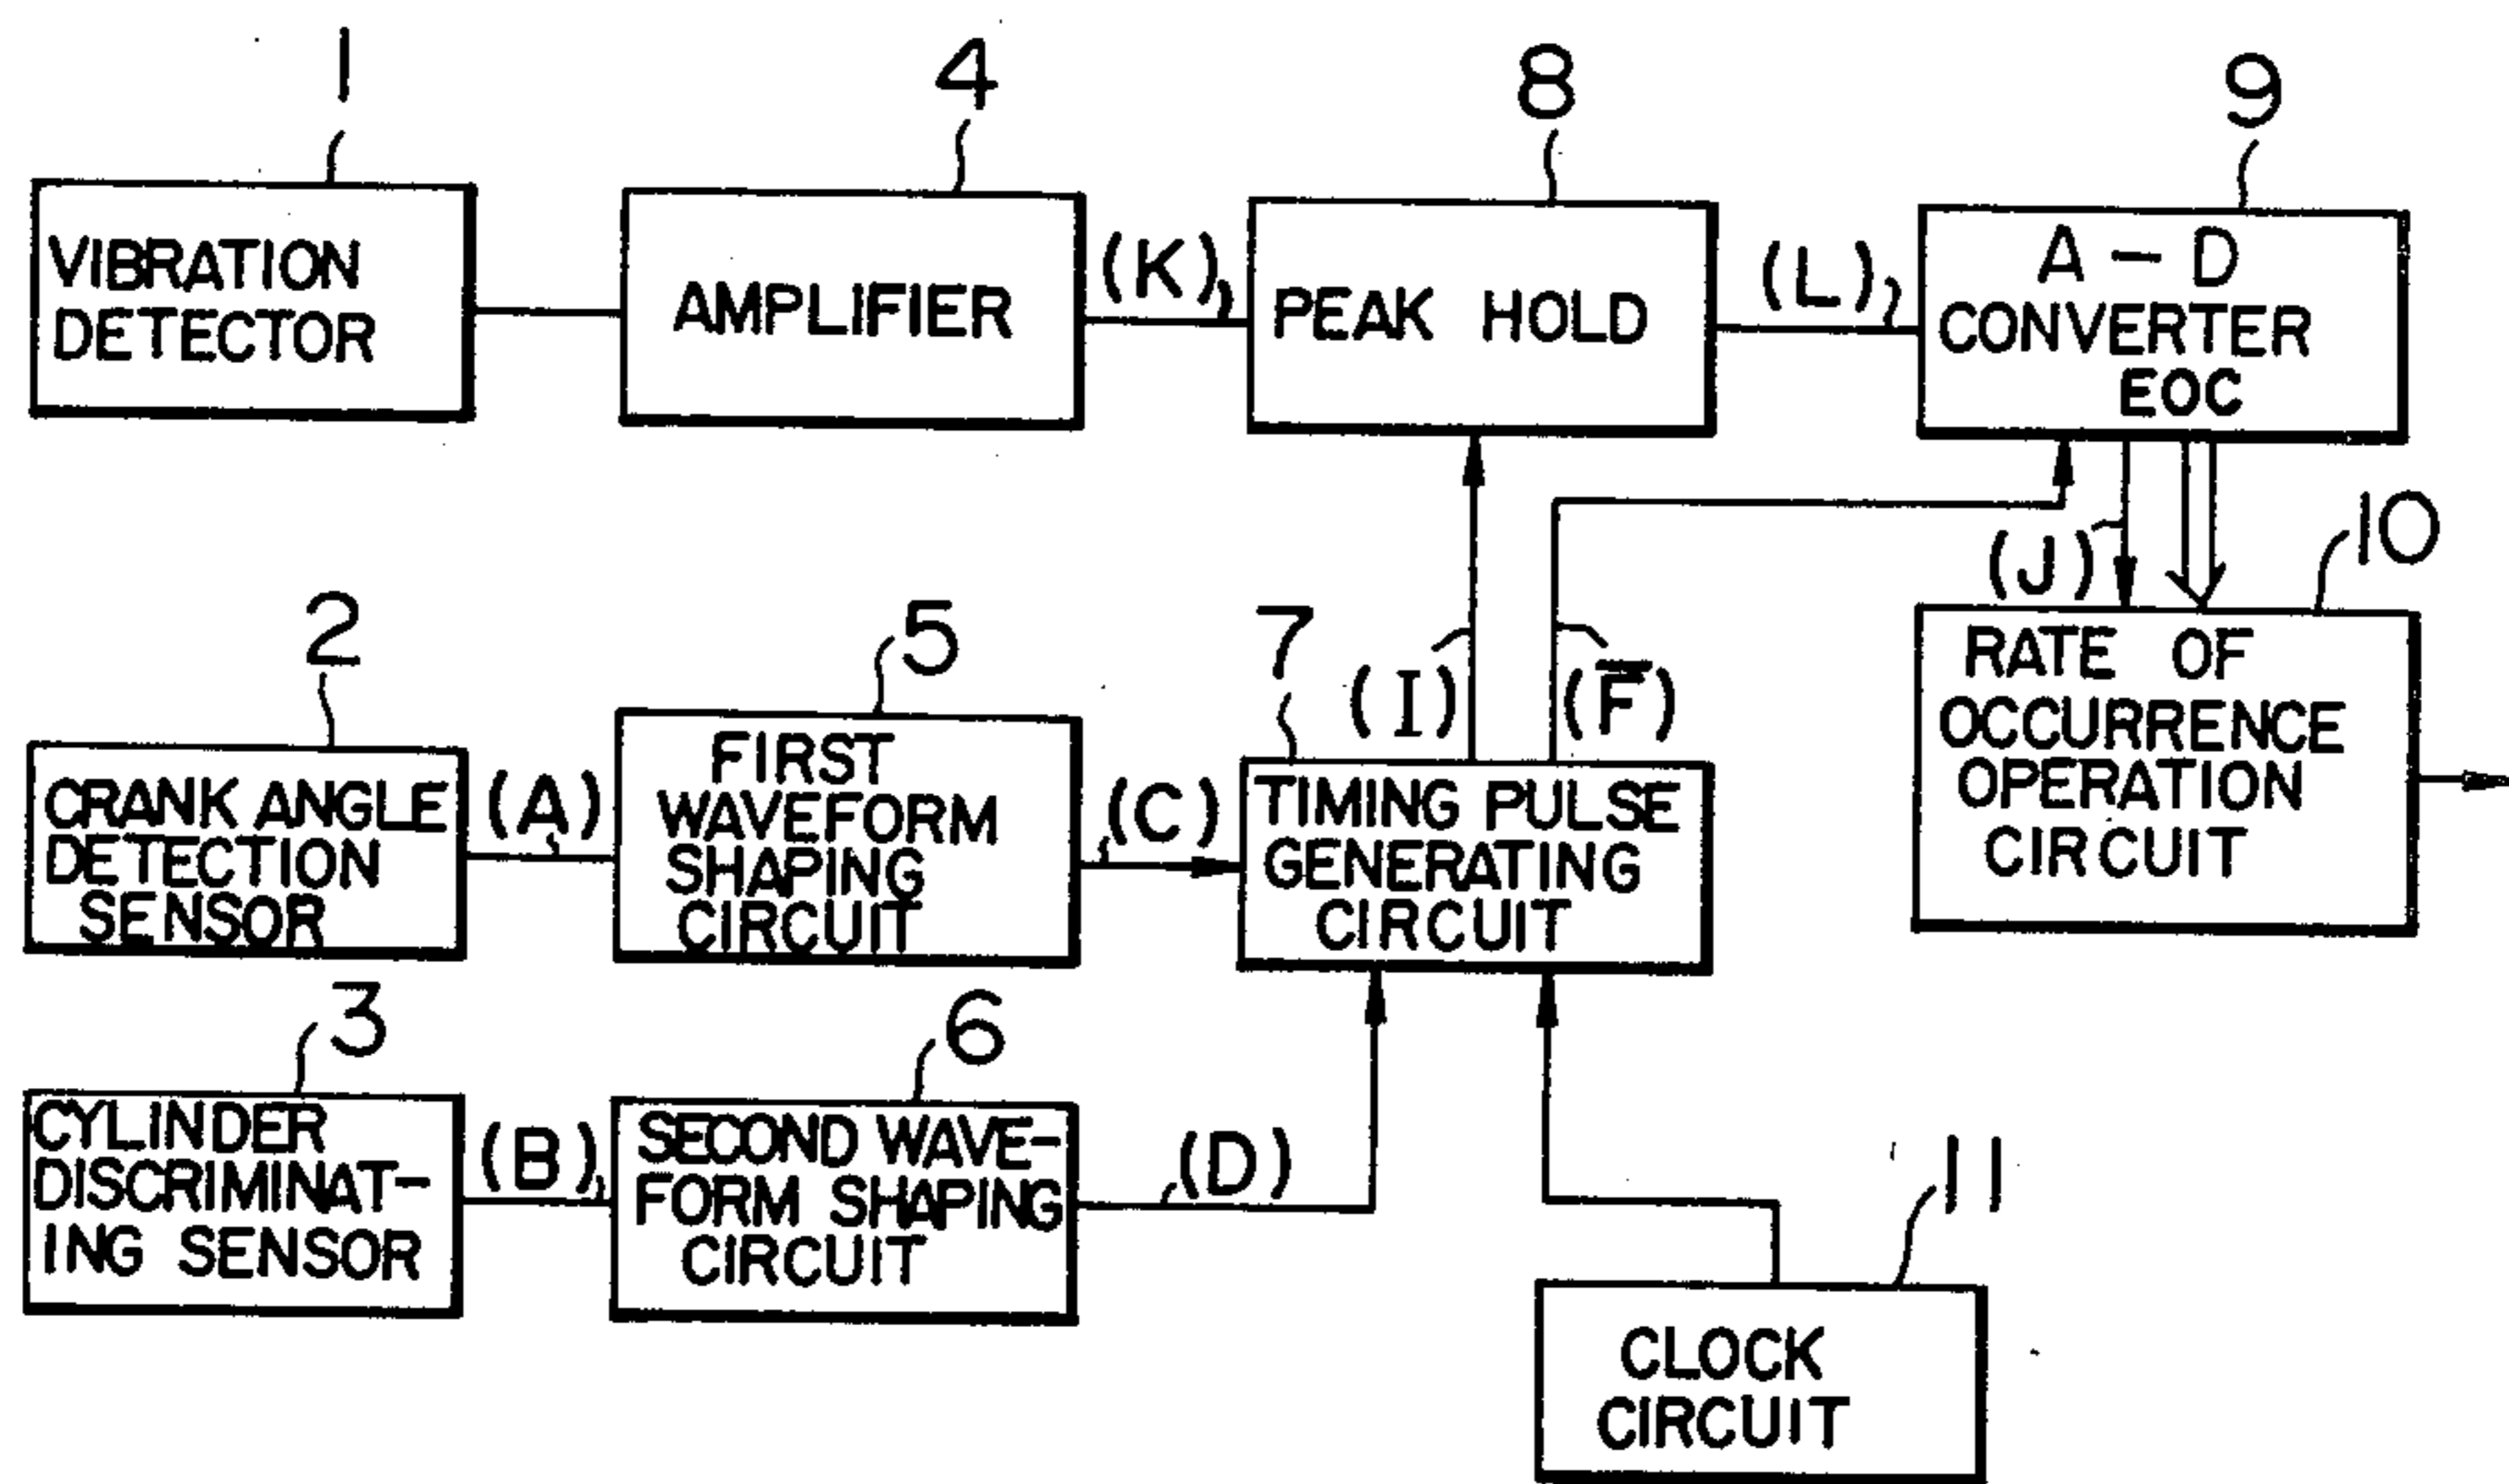 1
4
8
9
VIBRATION
DETECTOR
AMPLIFIER
(K)
PEAK HOLD
(L)
A-D
CONVERTER
EOC
2
5
7
(I)
(F̅)
(J)
10
CRANK ANGLE
DETECTION
SENSOR
(A)
FIRST
WAVEFORM
SHAPING
CIRCUIT
(C)
TIMING PULSE
GENERATING
CIRCUIT
RATE OF
OCCURRENCE
OPERATION
CIRCUIT
3
6
11
CYLINDER
DISCRIMINAT-
ING SENSOR
(B)
SECOND WAVE-
FORM SHAPING
CIRCUIT
(D)
CLOCK
CIRCUIT